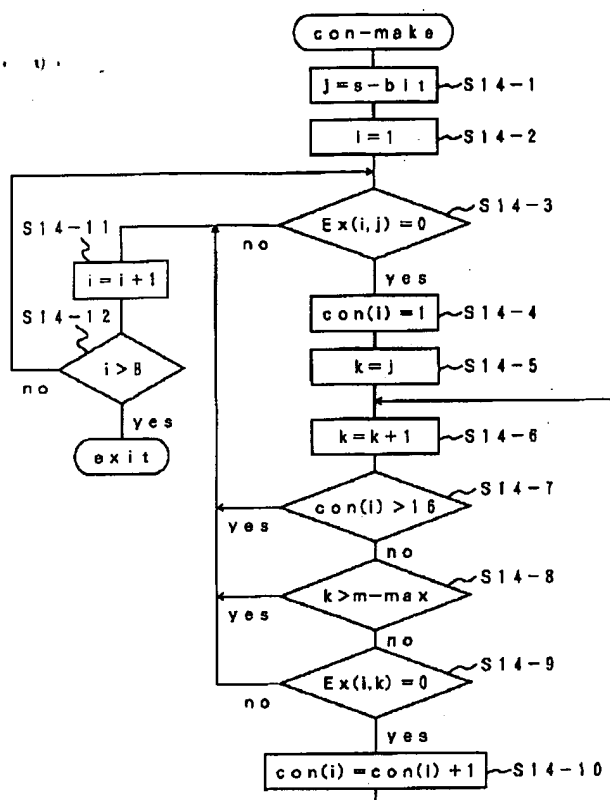 con-make
j=s-bit
S14-1
i=1
S14-2
Ex(i,j)=0
S14-3
no
yes
S14-11
i=i+1
con(i)=1
S14-4
S14-12
i>B
no
yes
k=j
S14-5
exit
k=k+1
S14-6
con(i)>16
S14-7
yes
no
k>m-max
S14-8
yes
no
Ex(i,k)=0
S14-9
no
yes
con(i)=con(i)+1
S14-10